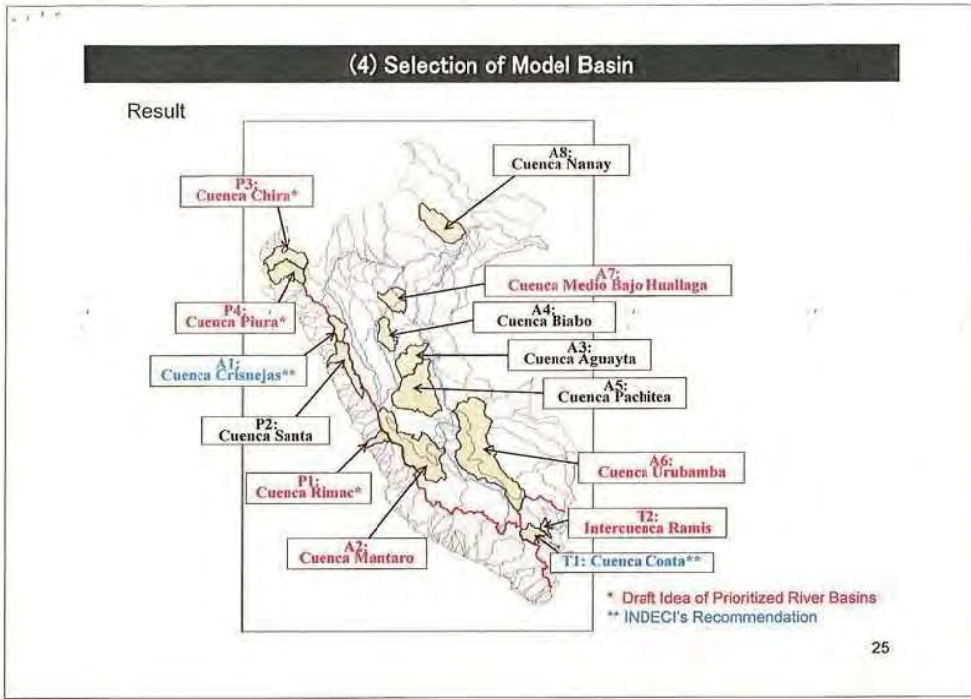 (4) Selection of Model Basin
Result
A8:
Cuenca Nanay
P3:
Cuenca Chira*
A7:
Cuenca Medio Bajo Huallaga
P4:
Cuenca Piura*
A4:
Cuenca Biabo
A1:
Cuenca Crisnejas**
A3:
Cuenca Aguayta
A5:
Cuenca Pachitea
P2:
Cuenca Santa
A6:
Cuenca Urubamba
P1:
Cuenca Rimac*
T2:
Intercuenca Ramis
A2:
Cuenca Mantaro
T1: Cuenca Coata**
* Draft Idea of Prioritized River Basins
** INDECI's Recommendation
25